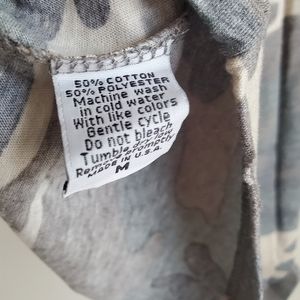 50% COTTON
50% POLYESTER
Machine wash
in cold water
With like colors
Gentle cycle
Do not bleach
Tumble dry low
Remove promptly
MADE IN U.S.A.
M